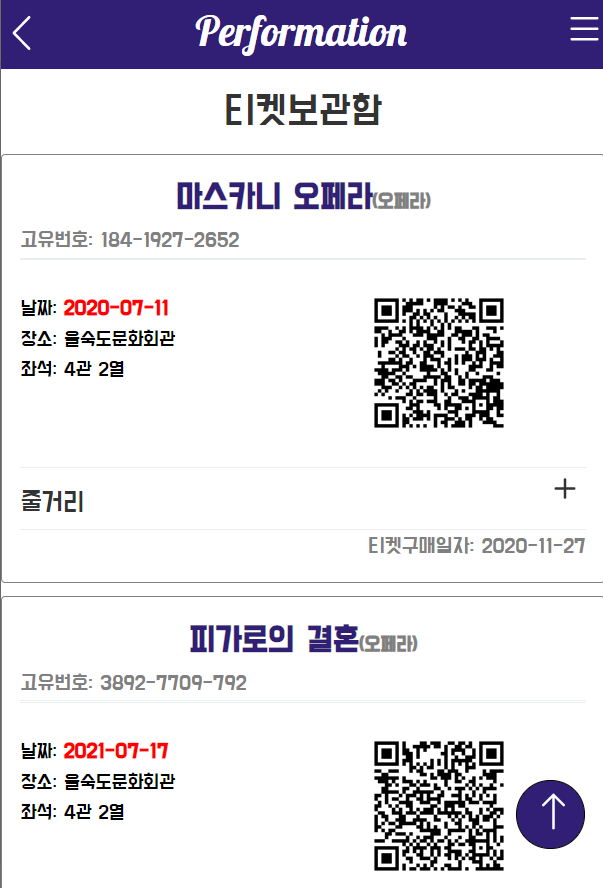 Performation
티켓보관함
마스카니 오페라(오페라)
고유번호: 184-1927-2652
날짜: 2020-07-11
장소: 을숙도문화회관
좌석: 4관 2열
줄거리
티켓구매일자: 2020-11-27
피가로의 결혼(오페라)
고유번호: 3892-7709-792
날짜: 2021-07-17
장소: 을숙도문화회관
좌석: 4관 2열